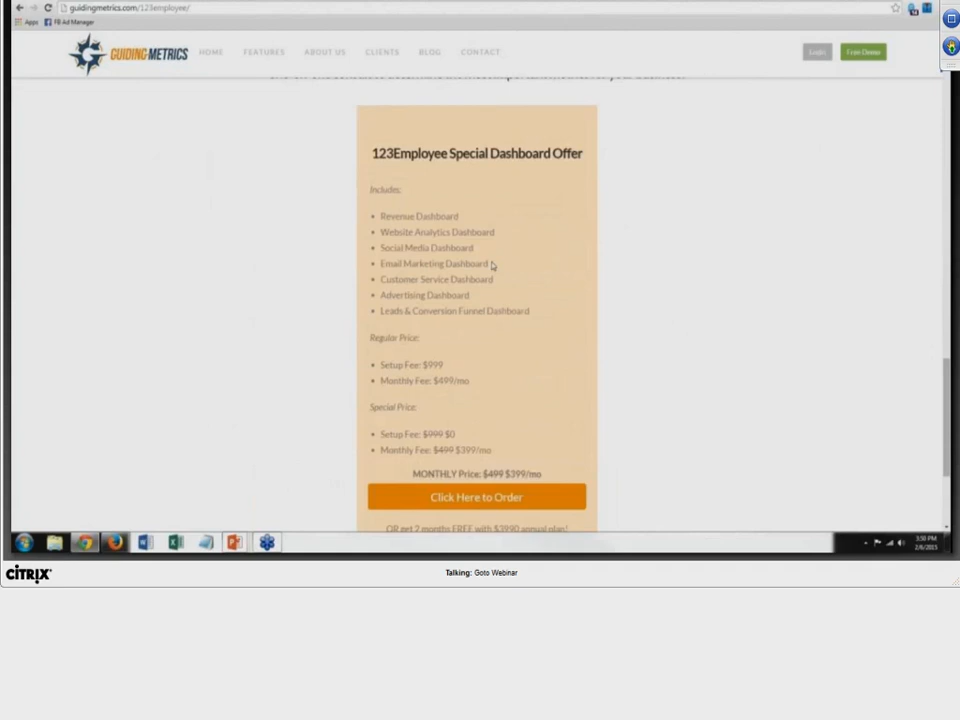 guidingmetrics.com/123employee/
Apps FB Ad Manager
GUIDINGMETRICS HOME FEATURES ABOUT US CLIENTS BLOG CONTACT Login Free Demo
123Employee Special Dashboard Offer
Includes:
• Revenue Dashboard
• Website Analytics Dashboard
• Social Media Dashboard
• Email Marketing Dashboard
• Customer Service Dashboard
• Advertising Dashboard
• Leads & Conversion Funnel Dashboard
Regular Price:
• Setup Fee: $999
• Monthly Fee: $499/mo
Special Price:
• Setup Fee: $999 $0
• Monthly Fee: $499 $399/mo
MONTHLY Price: $499 $399/mo
Click Here to Order
OR get 2 months FREE with $3990 annual plan!
3:58 PM
2/6/2015
CITRIX
Talking: Goto Webinar